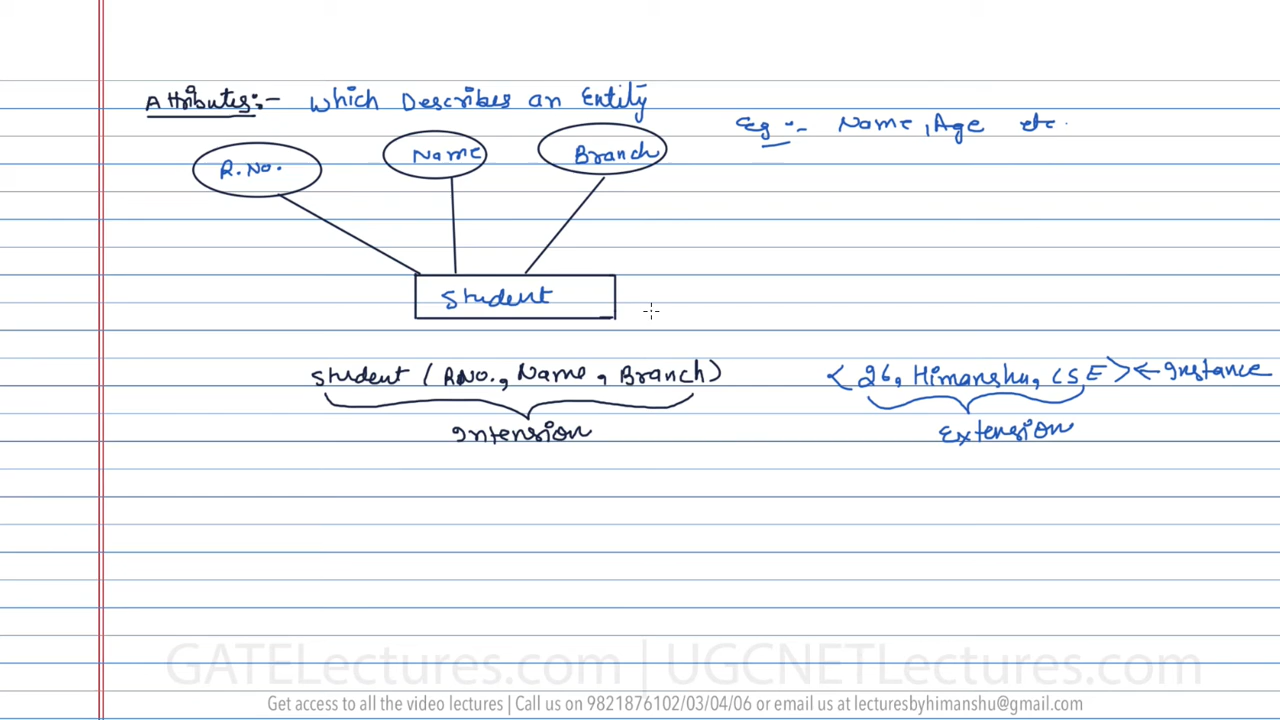 Attributes:- Which Describes an Entity
Eg :- Name, Age etc.
R.No.
Name
Branch
Student
Student (R.No., Name, Branch)
<26, Himanshu, CSE> ← Instance
Intension
Extension
GATELectures.com | UGCNETLectures.com
Get access to all the video lectures | Call us on 9821876102/03/04/06 or email us at lecturesbyhimanshu@gmail.com